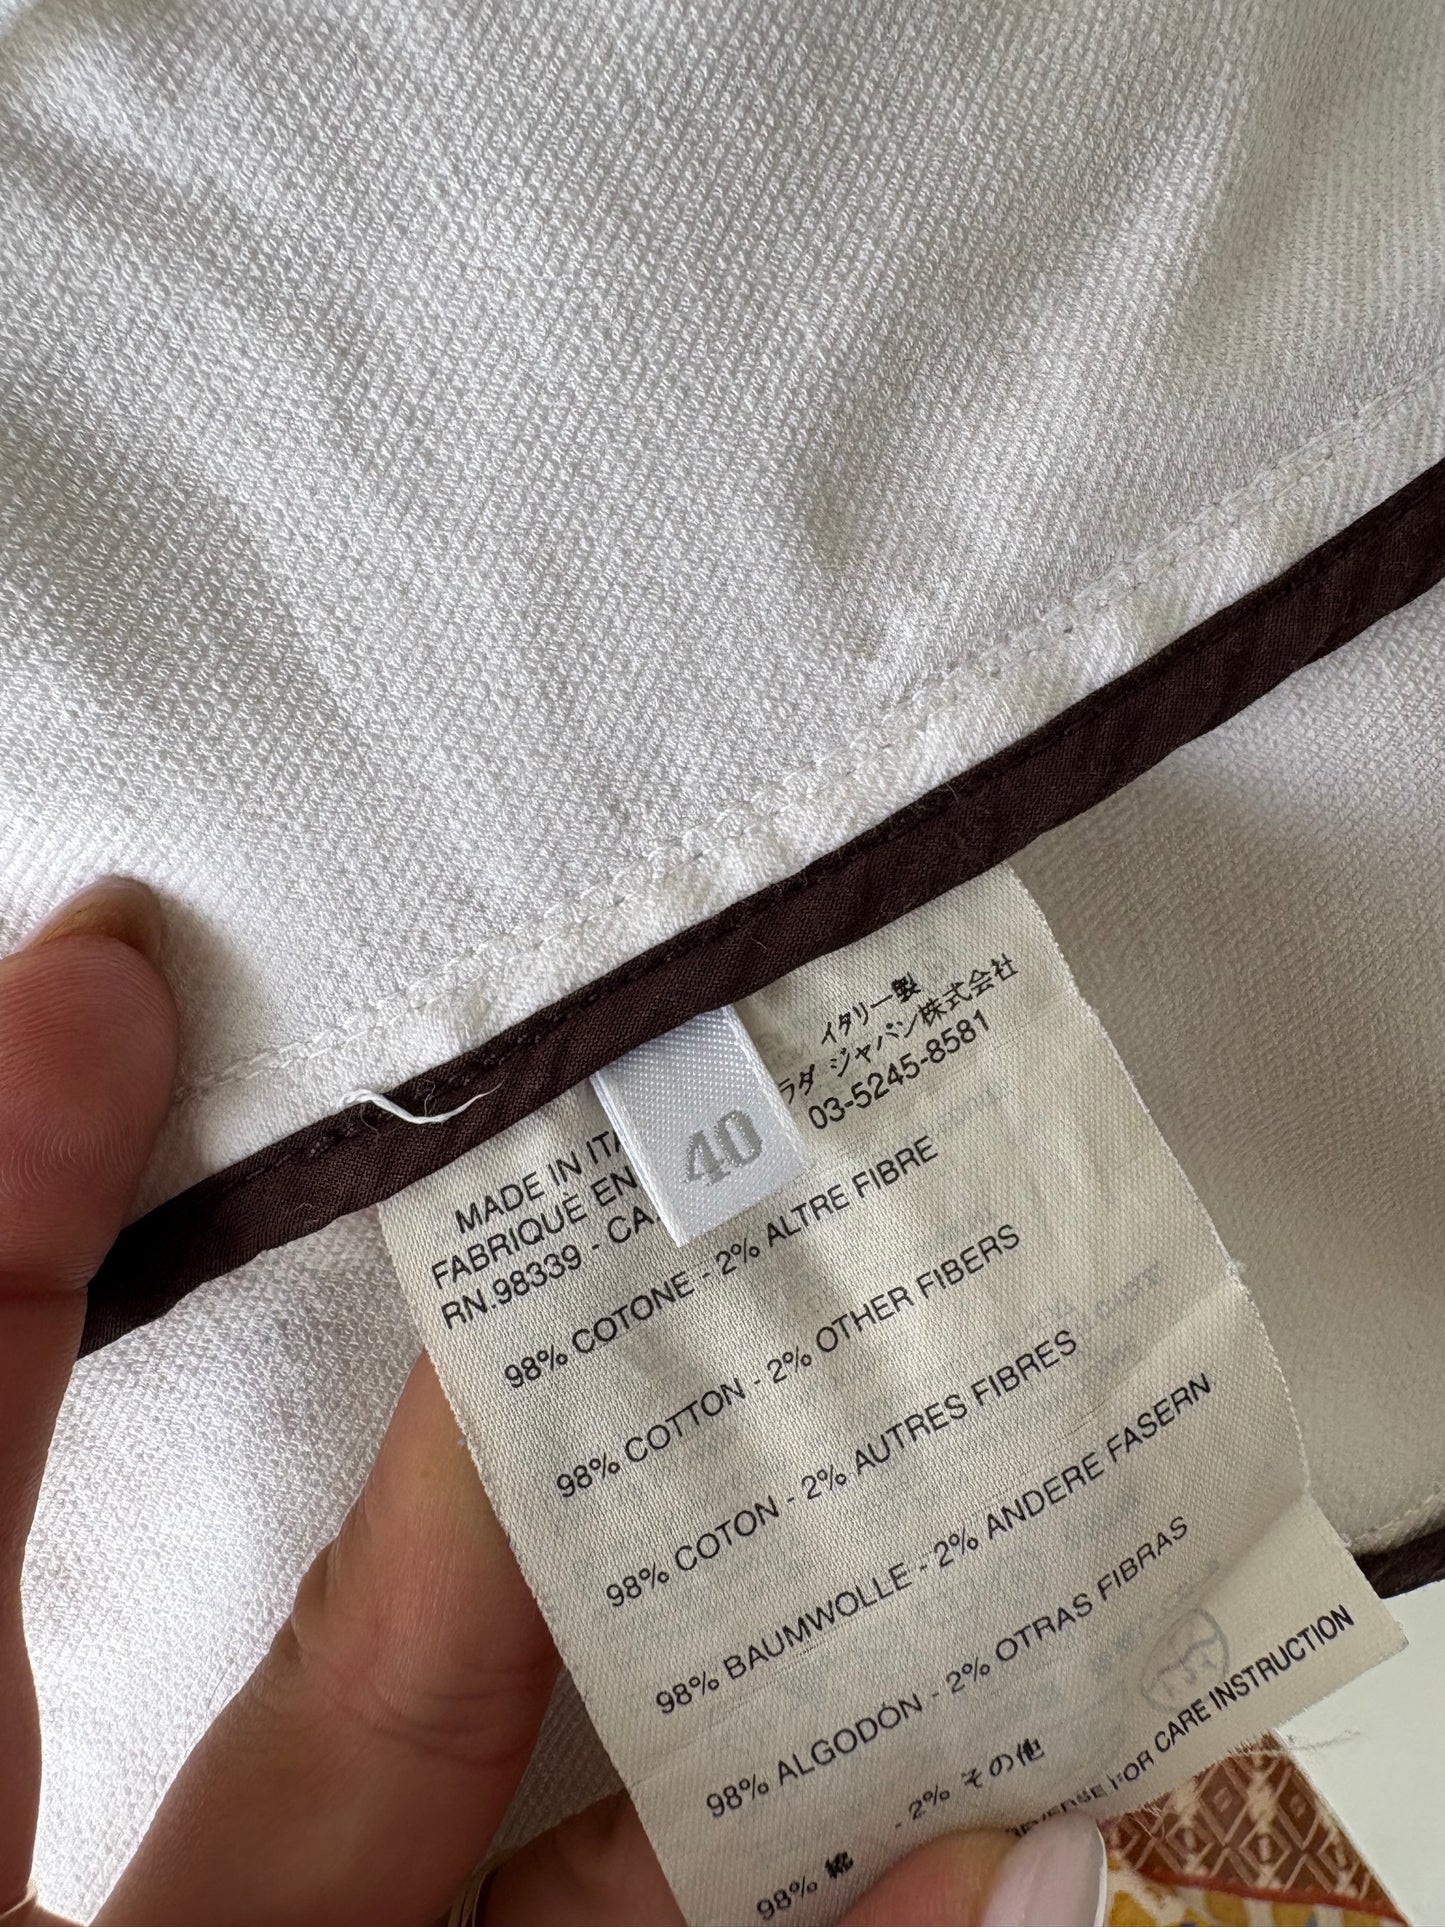 40
イタリー製
ラダ ジャパン株式会社
03-5245-8581
MADE IN ITA
FABRIQUÉ EN
RN.98339 - CA.
98% COTONE - 2% ALTRE FIBRE
98% COTTON - 2% OTHER FIBERS
98% COTON - 2% AUTRES FIBRES
98% BAUMWOLLE - 2% ANDERE FASERN
98% ALGODÓN - 2% OTRAS FIBRAS
98% 綿 - 2% その他
REVERSE FOR CARE INSTRUCTION